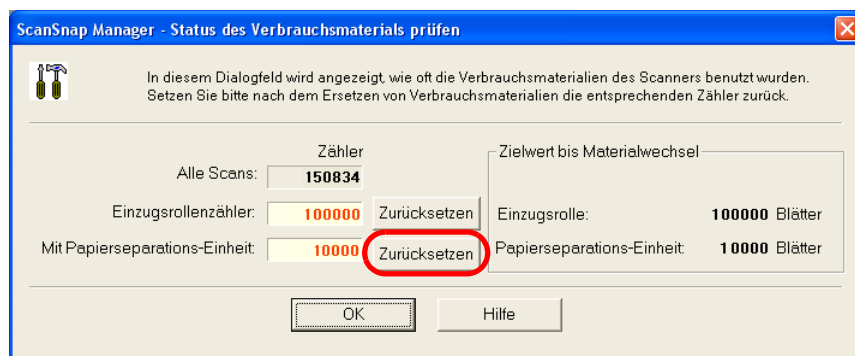 ScanSnap Manager - Status des Verbrauchsmaterials prüfen
In diesem Dialogfeld wird angezeigt, wie oft die Verbrauchsmaterialien des Scanners benutzt wurden.
Setzen Sie bitte nach dem Ersetzen von Verbrauchsmaterialien die entsprechenden Zähler zurück.
Zähler
Alle Scans: 150834
Einzugsrollenzähler: 100000 Zurücksetzen
Mit Papierseparations-Einheit: 10000 Zurücksetzen
Zielwert bis Materialwechsel
Einzugsrolle: 100000 Blätter
Papierseparations-Einheit: 10000 Blätter
OK Hilfe